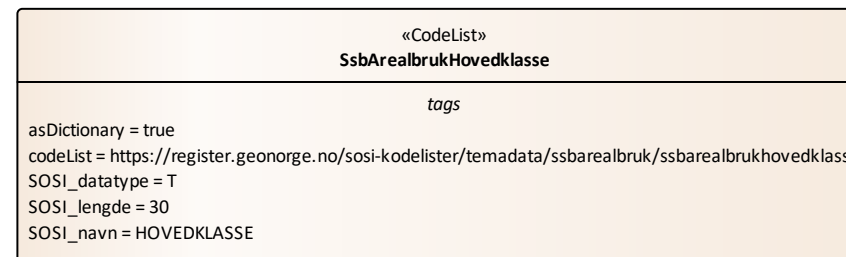 «CodeList»
SsbArealbrukHovedklasse
tags
asDictionary = true
codeList = https://register.geonorge.no/sosi-kodelister/temadata/ssbarealbruk/ssbarealbrukhovedklass
SOSI_datatype = T
SOSI_lengde = 30
SOSI_navn = HOVEDKLASSE